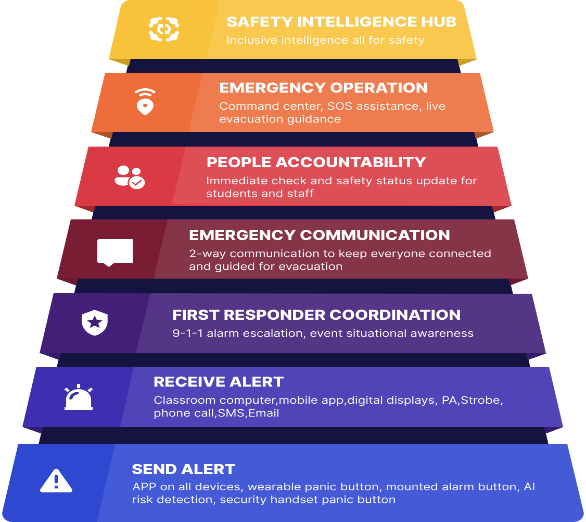 SAFETY INTELLIGENCE HUB
Inclusive intelligence all for safety
EMERGENCY OPERATION
Command center, SOS assistance, live
evacuation guidance
PEOPLE ACCOUNTABILITY
Immediate check and safety status update for
students and staff
EMERGENCY COMMUNICATION
2-way communication to keep everyone connected
and guided for evacuation
FIRST RESPONDER COORDINATION
9-1-1 alarm escalation, event situational awareness
RECEIVE ALERT
Classroom computer,mobile app,digital displays, PA,Strobe,
phone call,SMS,Email
SEND ALERT
APP on all devices, wearable panic button, mounted alarm button, AI
risk detection, security handset panic button